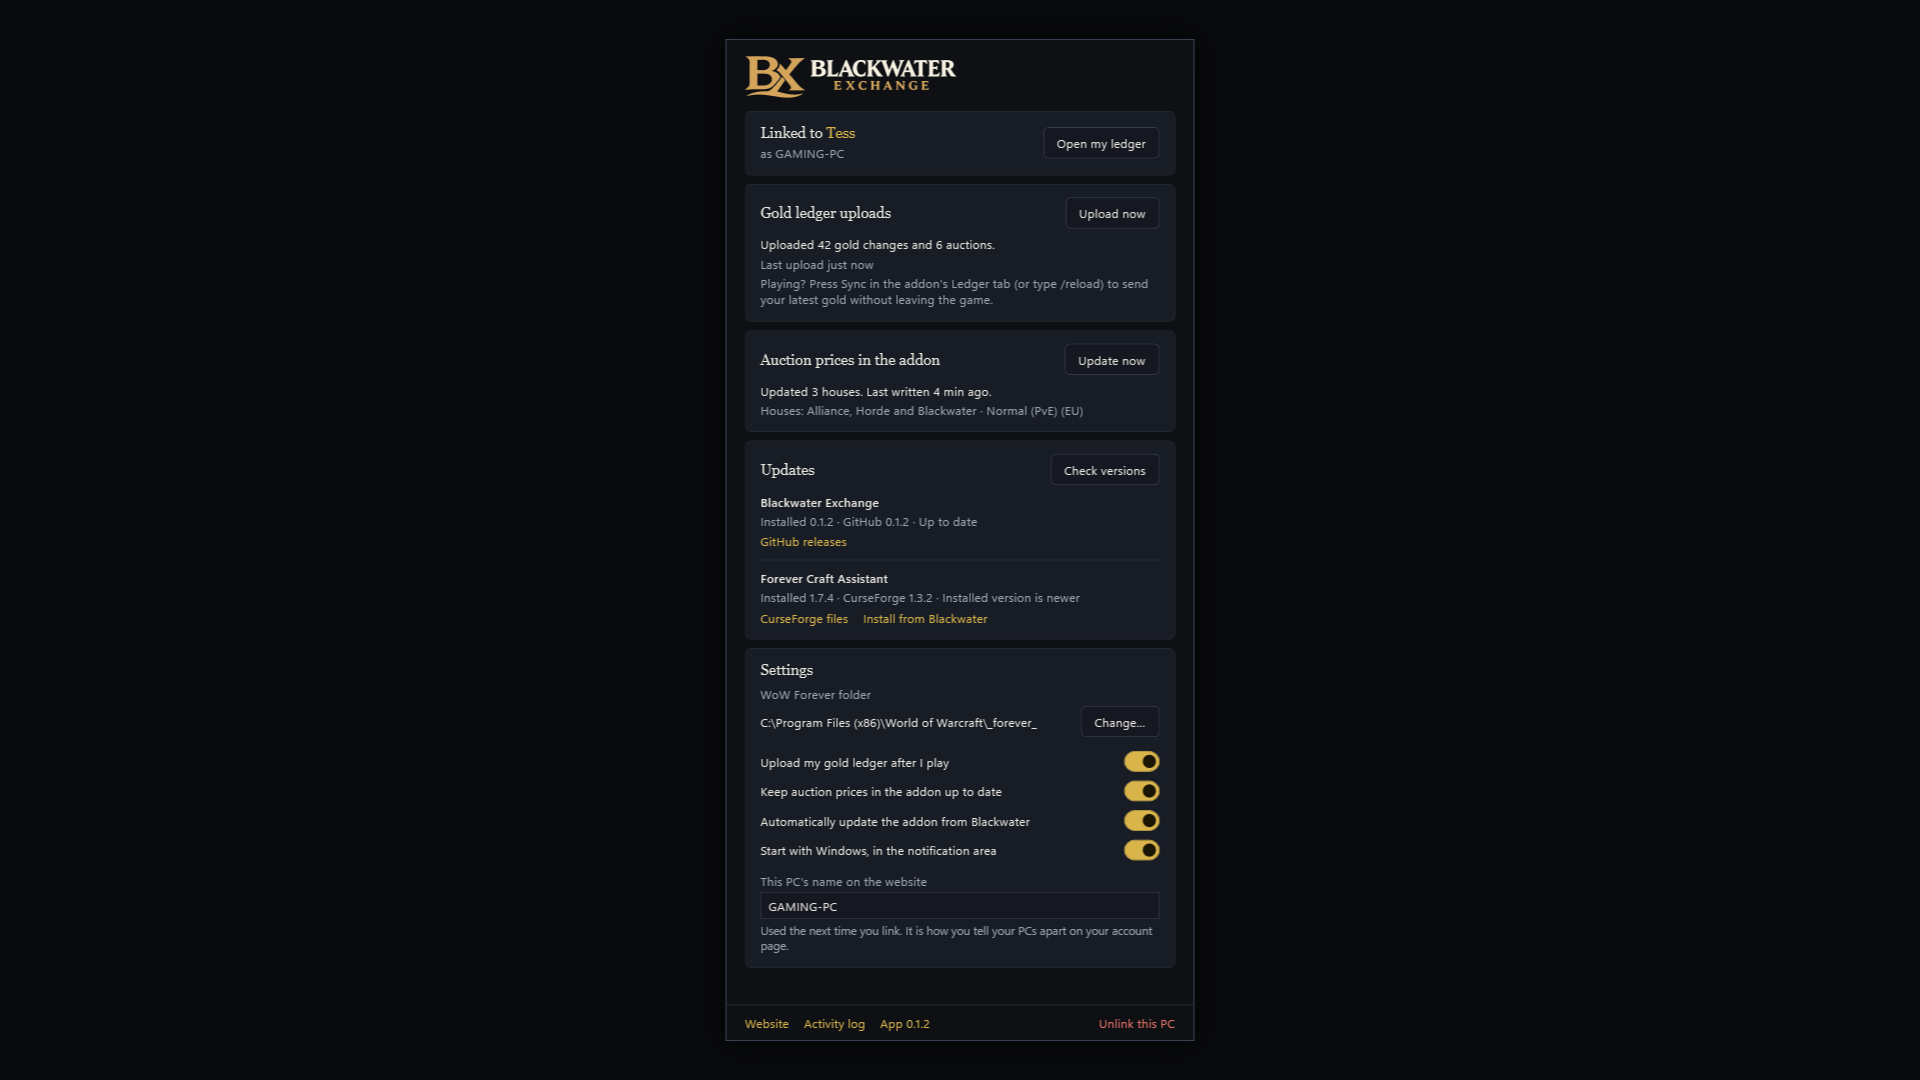 BX BLACKWATER
EXCHANGE
Linked to Tess
as GAMING-PC
Open my ledger
Gold ledger uploads
Upload now
Uploaded 42 gold changes and 6 auctions.
Last upload just now
Playing? Press Sync in the addon's Ledger tab (or type /reload) to send
your latest gold without leaving the game.
Auction prices in the addon
Update now
Updated 3 houses. Last written 4 min ago.
Houses: Alliance, Horde and Blackwater · Normal (PvE) (EU)
Updates
Check versions
Blackwater Exchange
Installed 0.1.2 · GitHub 0.1.2 · Up to date
GitHub releases
Forever Craft Assistant
Installed 1.7.4 · CurseForge 1.3.2 · Installed version is newer
CurseForge files Install from Blackwater
Settings
WoW Forever folder
C:\Program Files (x86)\World of Warcraft\_forever_
Change...
Upload my gold ledger after I play
Keep auction prices in the addon up to date
Automatically update the addon from Blackwater
Start with Windows, in the notification area
This PC's name on the website
GAMING-PC
Used the next time you link. It is how you tell your PCs apart on your account
page.
Website Activity log App 0.1.2 Unlink this PC